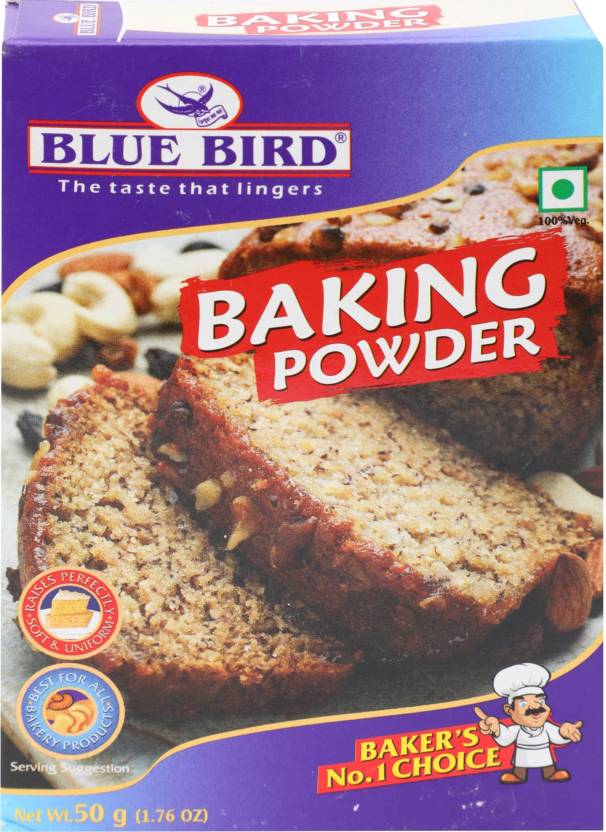 BLUE BIRD
BAKING
POWDER
BLUE BIRD®
The taste that lingers
100%Veg.
BAKING
POWDER
RAISES PERFECTLY
SOFT & UNIFORM
BEST FOR ALL
BAKERY PRODUCTS
Serving Suggestion
BAKER'S
No.1 CHOICE
Net Wt.50 g (1.76 OZ)